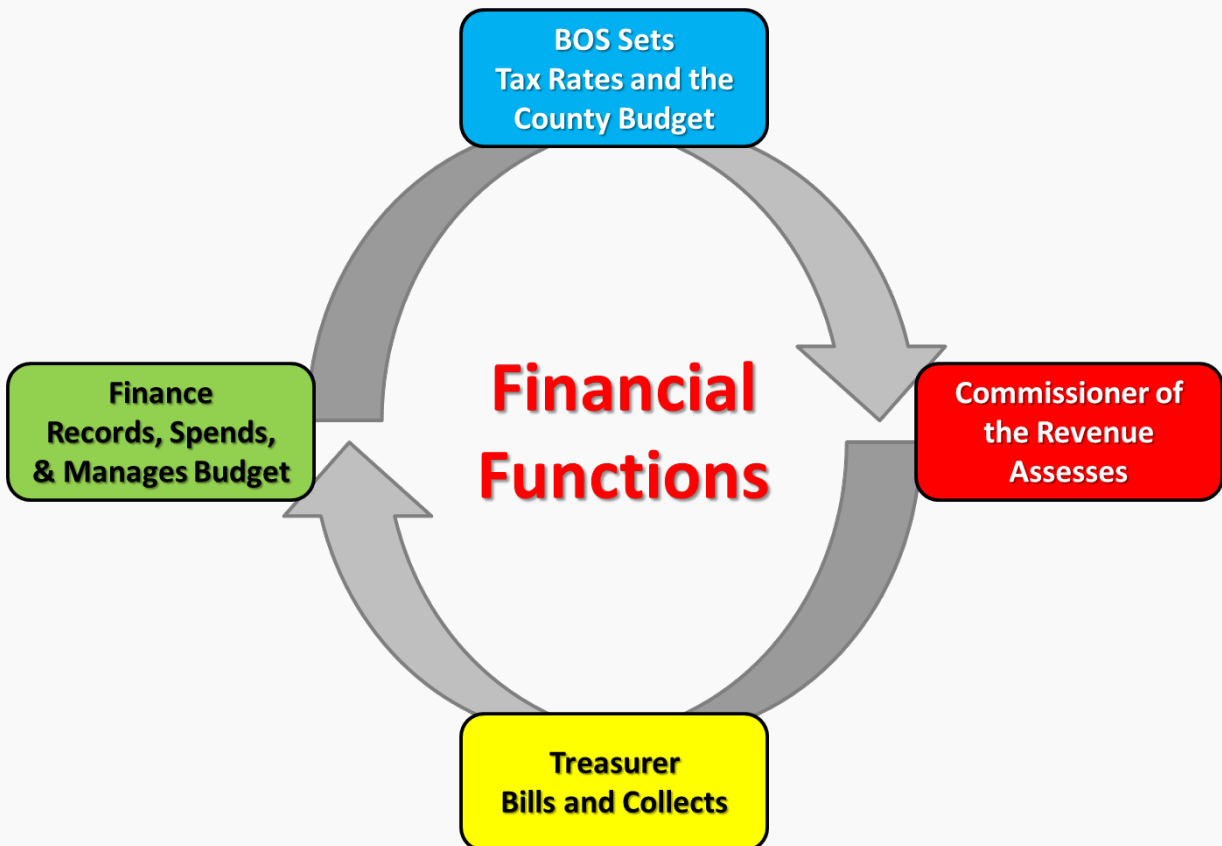 BOS Sets
Tax Rates and the
County Budget
Finance
Records, Spends,
& Manages Budget
Financial
Functions
Commissioner of
the Revenue
Assesses
Treasurer
Bills and Collects